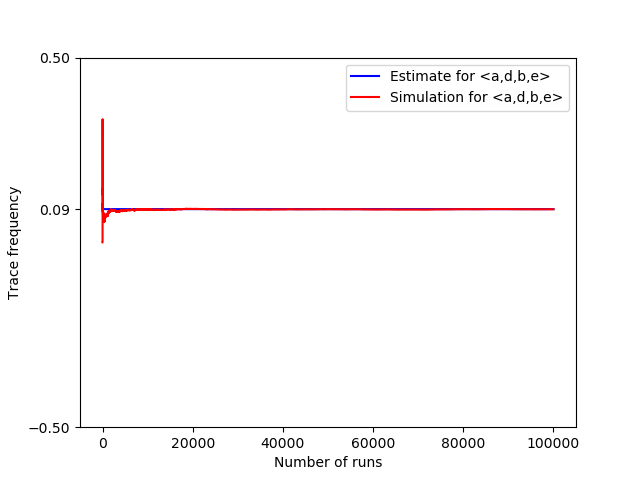 0.50
Estimate for <a,d,b,e>
Simulation for <a,d,b,e>
0.09
Trace frequency
−0.50
0
20000
40000
60000
80000
100000
Number of runs